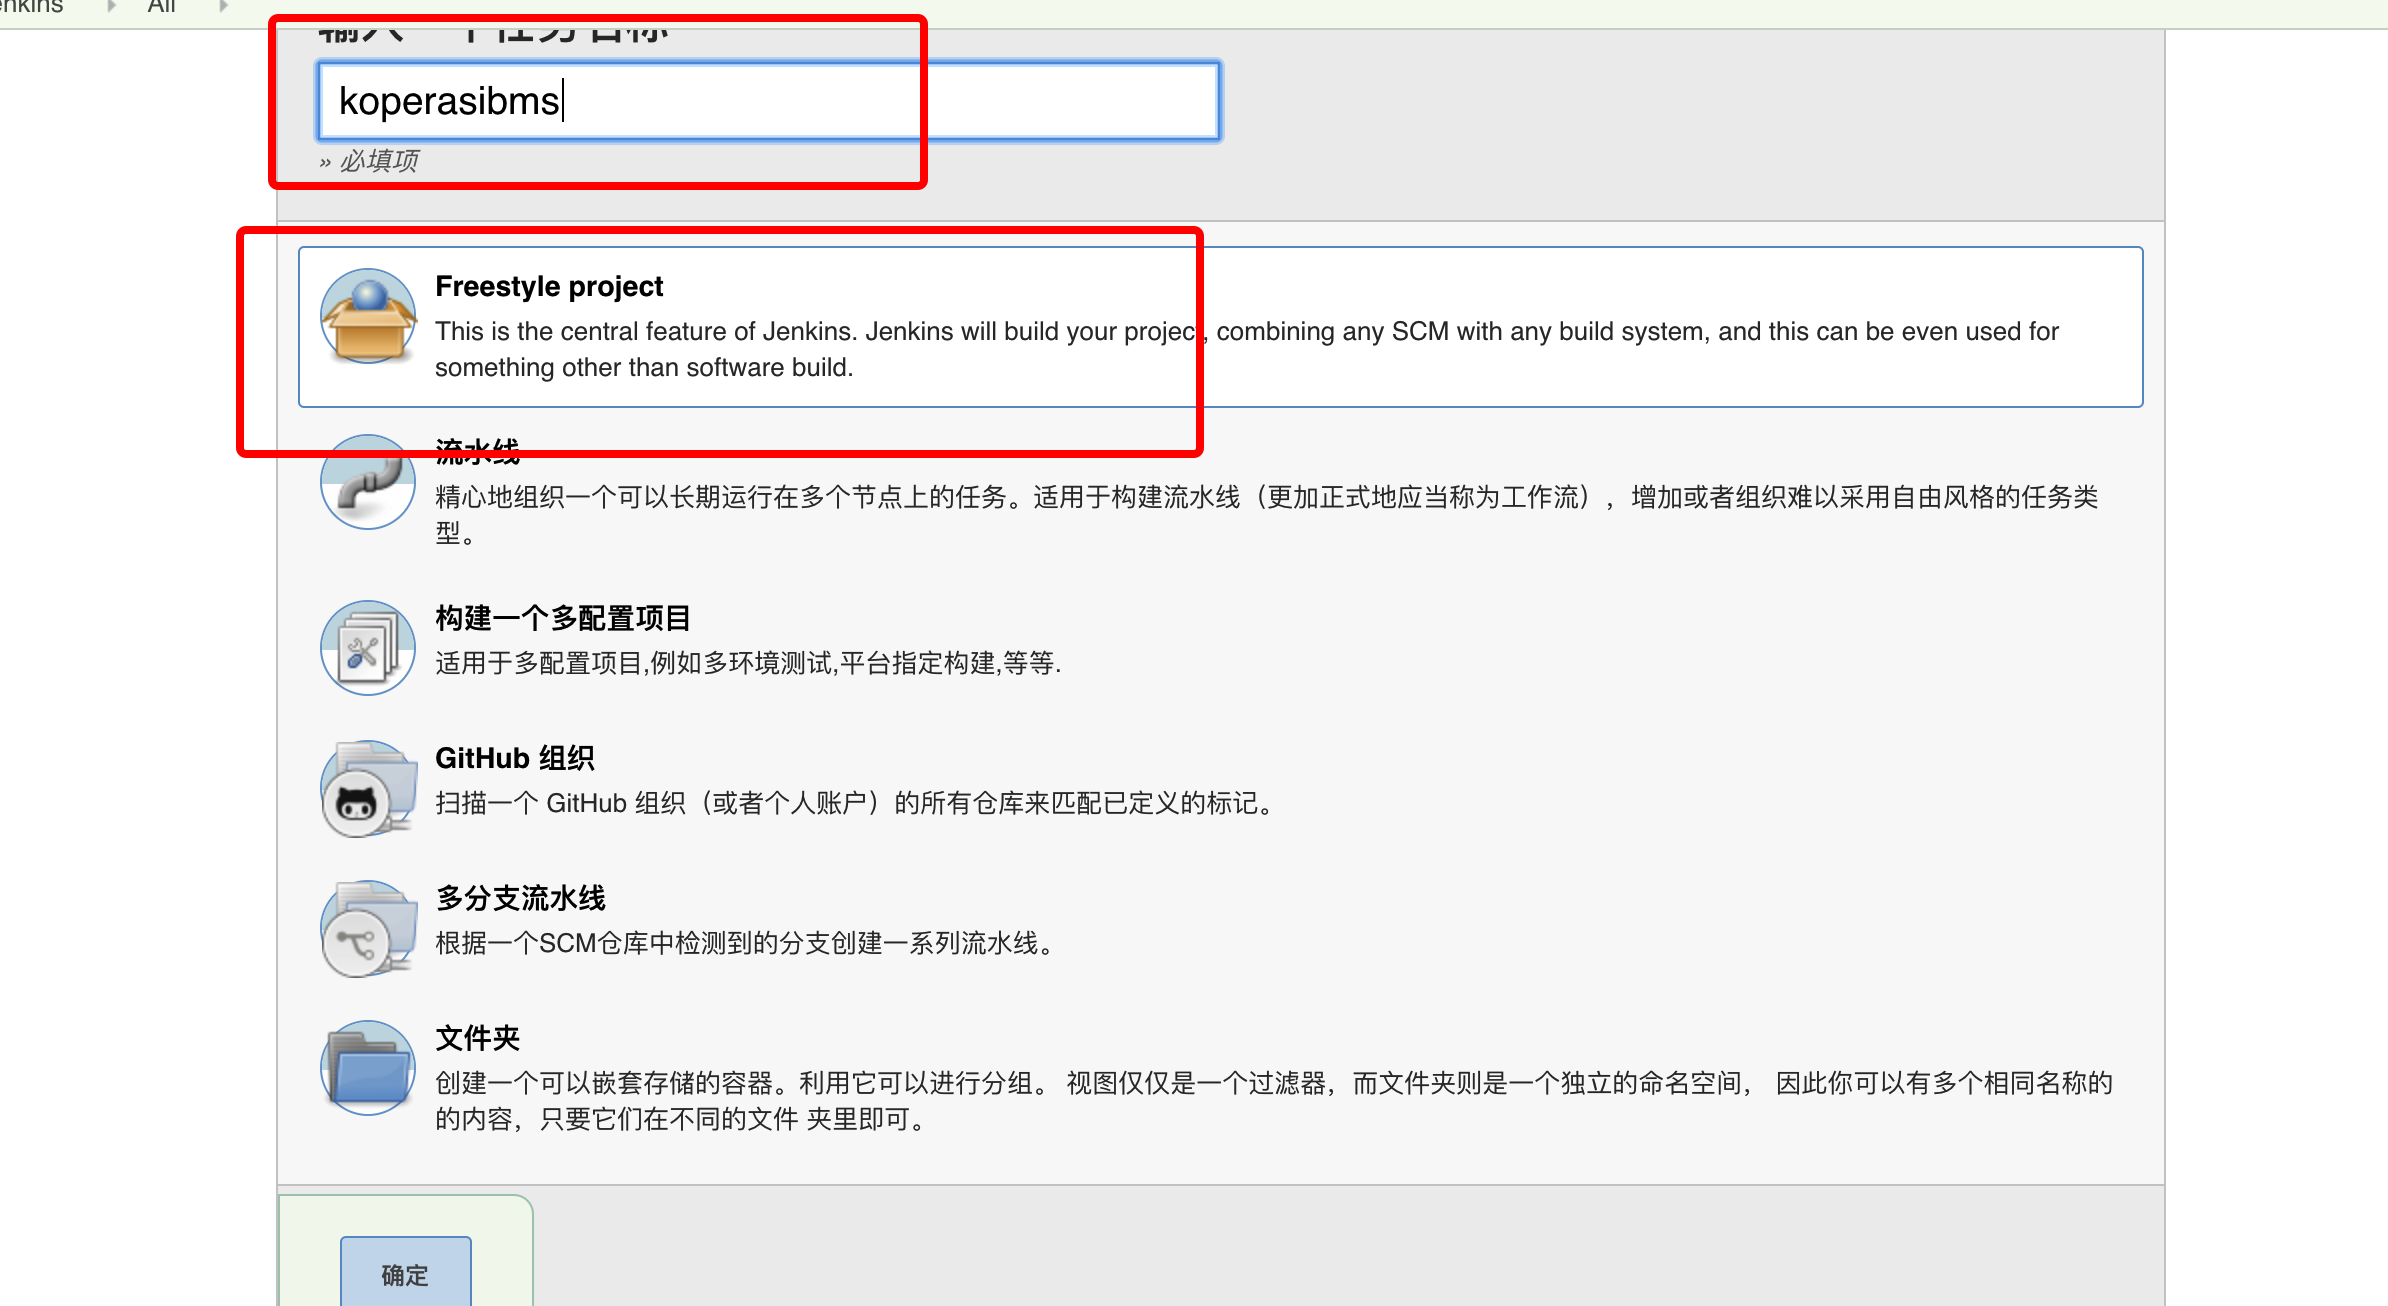 enkins All
输入一个任务名称
koperasibms
» 必填项
Freestyle project
This is the central feature of Jenkins. Jenkins will build your project, combining any SCM with any build system, and this can be even used for
something other than software build.
流水线
精心地组织一个可以长期运行在多个节点上的任务。适用于构建流水线（更加正式地应当称为工作流），增加或者组织难以采用自由风格的任务类
型。
构建一个多配置项目
适用于多配置项目,例如多环境测试,平台指定构建,等等.
GitHub 组织
扫描一个 GitHub 组织（或者个人账户）的所有仓库来匹配已定义的标记。
多分支流水线
根据一个SCM仓库中检测到的分支创建一系列流水线。
文件夹
创建一个可以嵌套存储的容器。利用它可以进行分组。 视图仅仅是一个过滤器，而文件夹则是一个独立的命名空间， 因此你可以有多个相同名称的
的内容，只要它们在不同的文件 夹里即可。
确定